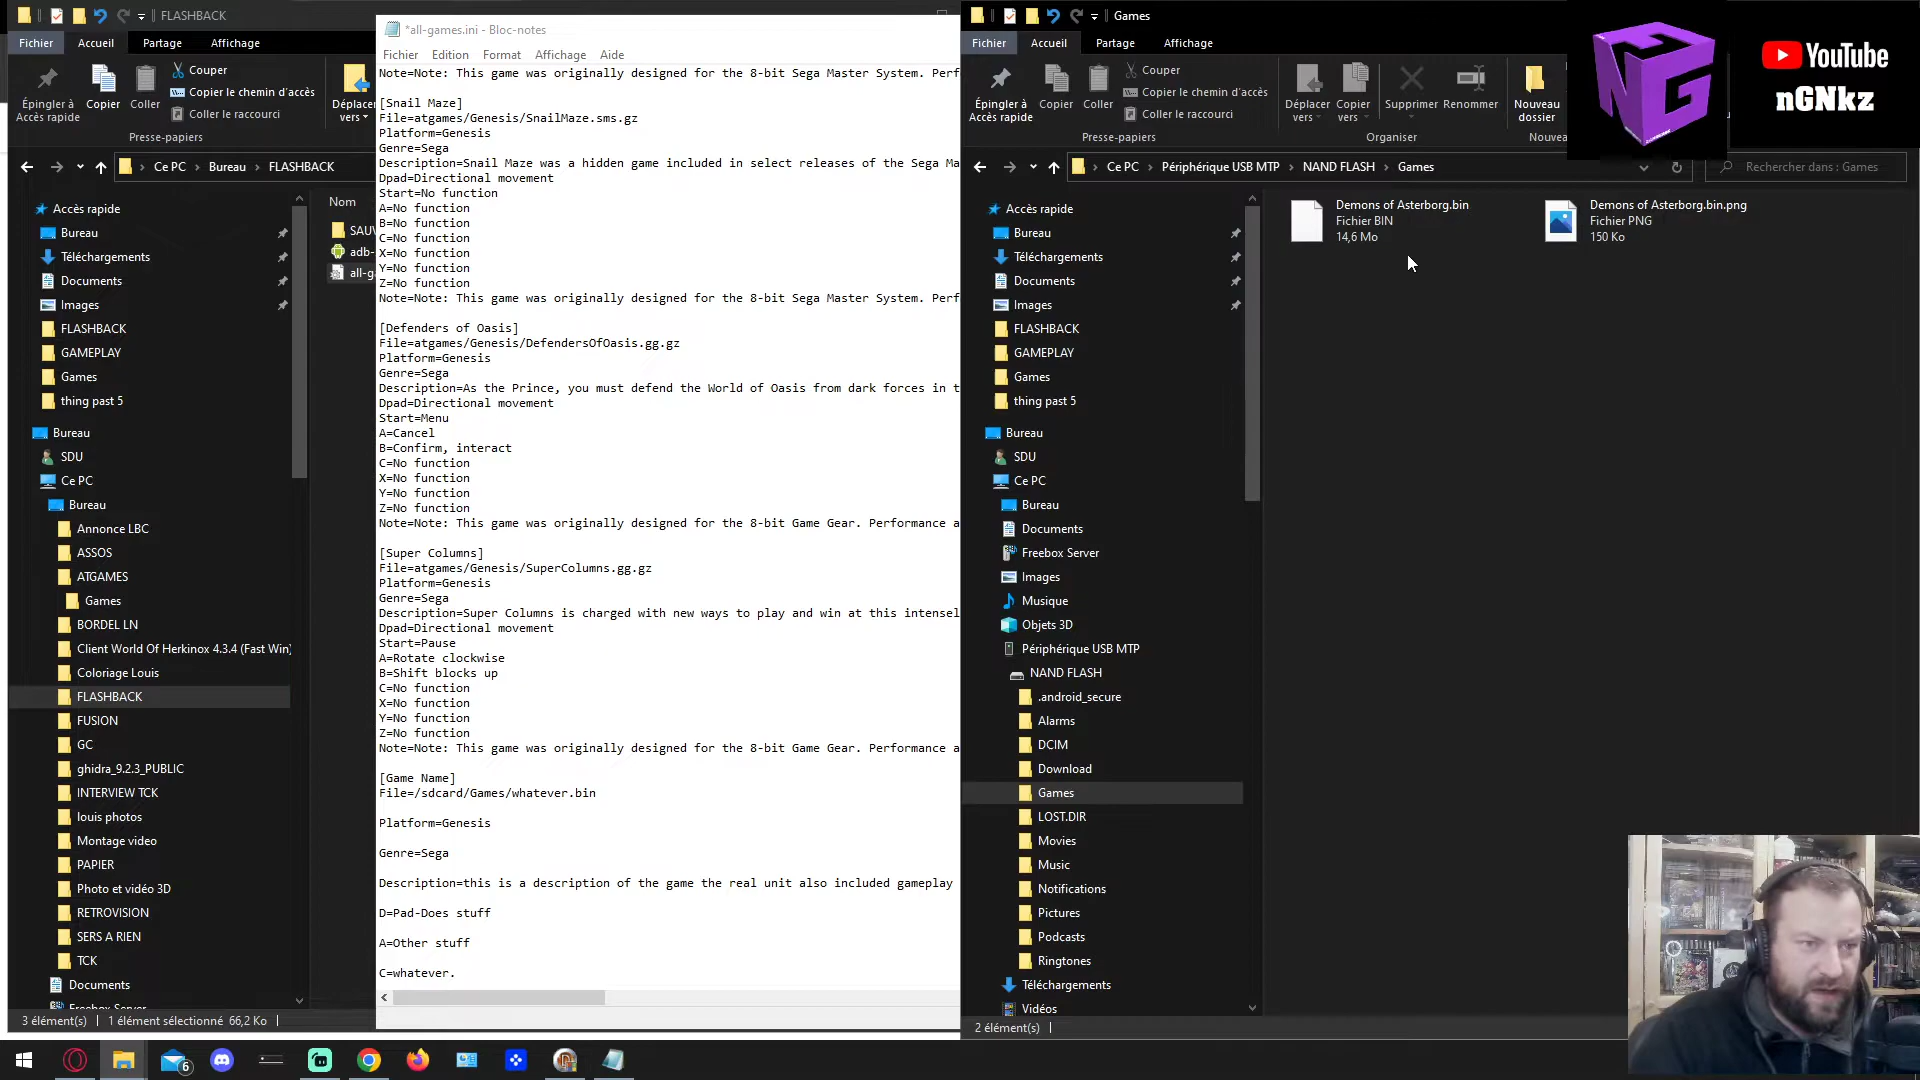 FLASHBACK
Fichier Accueil Partage Affichage
Épingler à Accès rapide
Copier
Coller
Couper
Copier le chemin d'accès
Coller le raccourci
Déplacer vers
Presse-papiers
Ce PC > Bureau > FLASHBACK
Nom
SAUV
adb-
all-ga
Accès rapide
Bureau
Téléchargements
Documents
Images
FLASHBACK
GAMEPLAY
Games
thing past 5
Bureau
SDU
Ce PC
Bureau
Annonce LBC
ASSOS
ATGAMES
Games
BORDEL LN
Client World Of Herkinox 4.3.4 (Fast Win)
Coloriage Louis
FLASHBACK
FUSION
GC
ghidra_9.2.3_PUBLIC
INTERVIEW TCK
louis photos
Montage video
PAPIER
Photo et vidéo 3D
RETROVISION
SERS A RIEN
TCK
Documents
Freebox Server
3 élément(s) | 1 élément sélectionné 66,2 Ko |
*all-games.ini - Bloc-notes
Fichier Edition Format Affichage Aide
Note=Note: This game was originally designed for the 8-bit Sega Master System. Perf
[Snail Maze]
File=atgames/Genesis/SnailMaze.sms.gz
Platform=Genesis
Genre=Sega
Description=Snail Maze was a hidden game included in select releases of the Sega Ma
Dpad=Directional movement
Start=No function
A=No function
B=No function
C=No function
X=No function
Y=No function
Z=No function
Note=Note: This game was originally designed for the 8-bit Sega Master System. Perf
[Defenders of Oasis]
File=atgames/Genesis/DefendersOfOasis.gg.gz
Platform=Genesis
Genre=Sega
Description=As the Prince, you must defend the World of Oasis from dark forces in t
Dpad=Directional movement
Start=Menu
A=Cancel
B=Confirm, interact
C=No function
X=No function
Y=No function
Z=No function
Note=Note: This game was originally designed for the 8-bit Game Gear. Performance a
[Super Columns]
File=atgames/Genesis/SuperColumns.gg.gz
Platform=Genesis
Genre=Sega
Description=Super Columns is charged with new ways to play and win at this intensel
Dpad=Directional movement
Start=Pause
A=Rotate clockwise
B=Shift blocks up
C=No function
X=No function
Y=No function
Z=No function
Note=Note: This game was originally designed for the 8-bit Game Gear. Performance a
[Game Name]
File=/sdcard/Games/whatever.bin
Platform=Genesis
Genre=Sega
Description=this is a description of the game the real unit also included gameplay
D=Pad-Does stuff
A=Other stuff
C=whatever.
Games
Fichier Accueil Partage Affichage
Épingler à Accès rapide
Copier
Coller
Couper
Copier le chemin d'accès
Coller le raccourci
Presse-papiers
Déplacer vers
Copier vers
Supprimer
Renommer
Organiser
Nouveau dossier
Nouveau
NG
YouTube
nGNkz
Ce PC > Périphérique USB MTP > NAND FLASH > Games
Rechercher dans : Games
Demons of Asterborg.bin
Fichier BIN
14,6 Mo
Demons of Asterborg.bin.png
Fichier PNG
150 Ko
Accès rapide
Bureau
Téléchargements
Documents
Images
FLASHBACK
GAMEPLAY
Games
thing past 5
Bureau
SDU
Ce PC
Bureau
Documents
Freebox Server
Images
Musique
Objets 3D
Périphérique USB MTP
NAND FLASH
.android_secure
Alarms
DCIM
Download
Games
LOST.DIR
Movies
Music
Notifications
Pictures
Podcasts
Ringtones
Téléchargements
Vidéos
2 élément(s) |
6